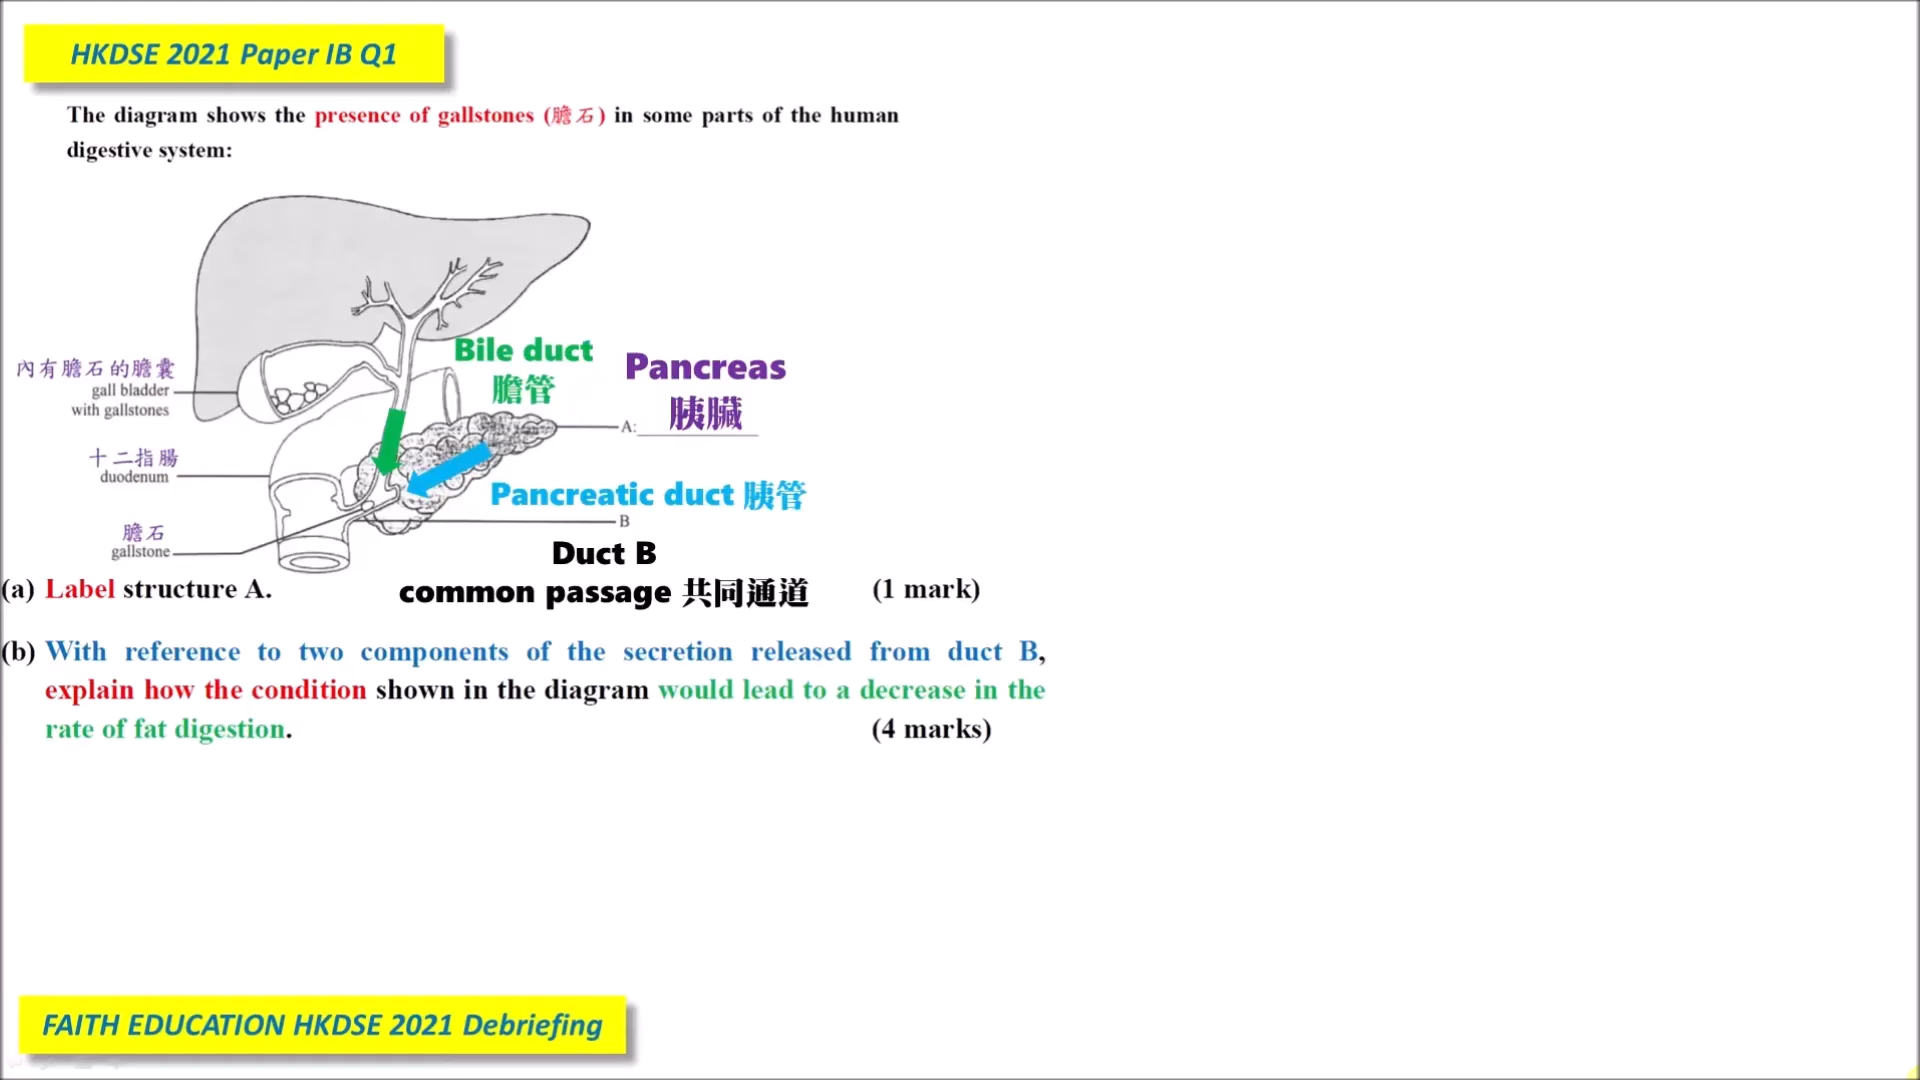 HKDSE 2021 Paper IB Q1
The diagram shows the presence of gallstones (膽石) in some parts of the human
digestive system:
Bile duct
膽管
Pancreas
胰臟
內有膽石的膽囊
gall bladder
with gallstones
A:
十二指腸
duodenum
Pancreatic duct 胰管
B
膽石
gallstone
Duct B
common passage 共同通道
(a) Label structure A. (1 mark)
(b) With reference to two components of the secretion released from duct B,
explain how the condition shown in the diagram would lead to a decrease in the
rate of fat digestion. (4 marks)
FAITH EDUCATION HKDSE 2021 Debriefing